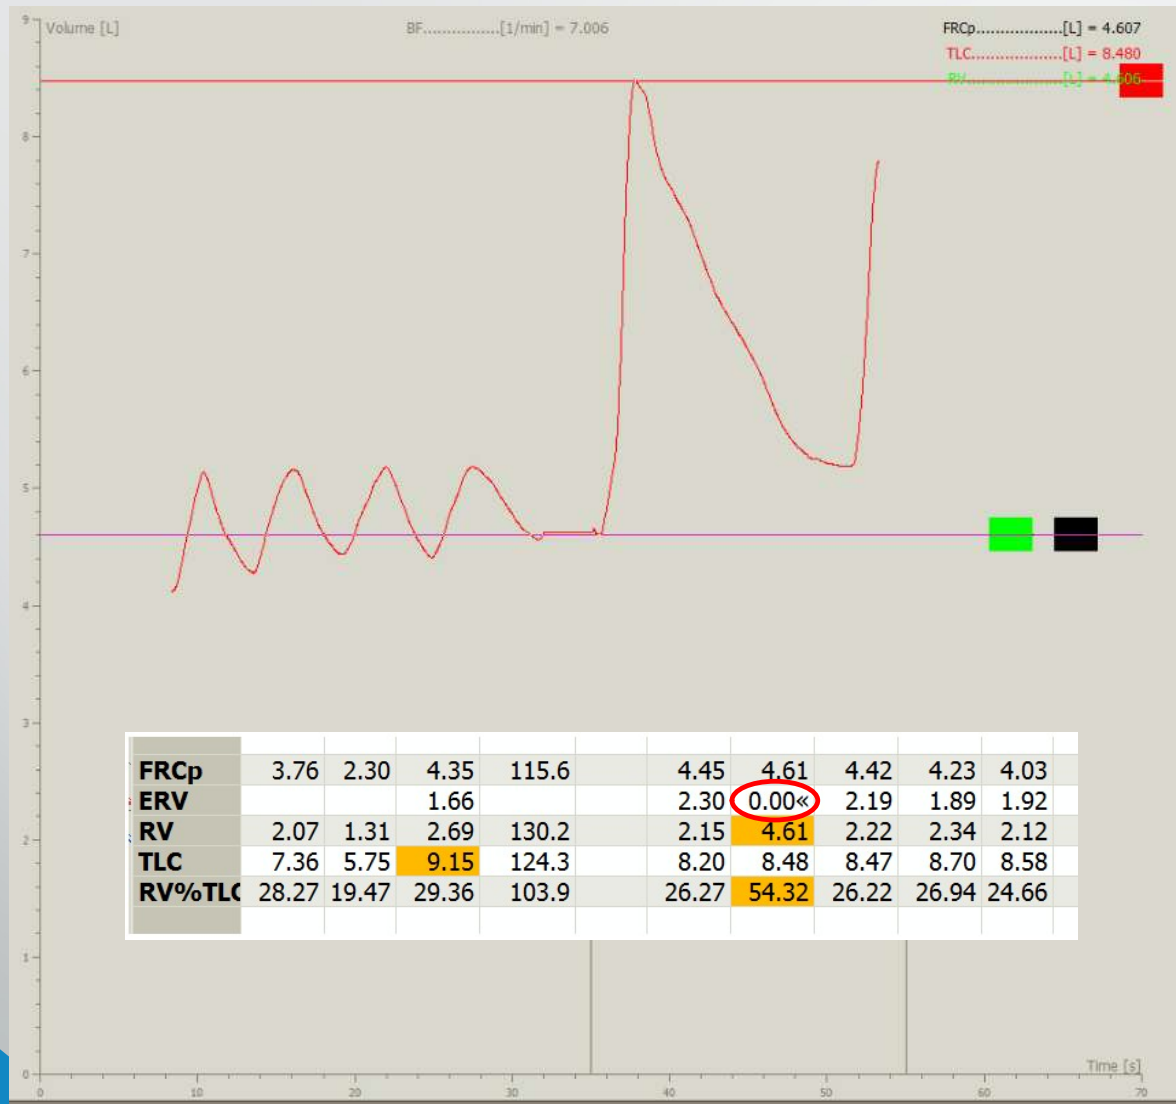 Volume [L] BF................[1/min] = 7.006 FRCp..................[L] = 4.607
TLC...................[L] = 8.480
RV....................[L] = 4.606
9
8
7
6
5
4
3
FRCp 3.76 2.30 4.35 115.6 4.45 4.61 4.42 4.23 4.03
ERV 1.66 2.30 0.00« 2.19 1.89 1.92
RV 2.07 1.31 2.69 130.2 2.15 4.61 2.22 2.34 2.12
TLC 7.36 5.75 9.15 124.3 8.20 8.48 8.47 8.70 8.58
RV%TLC 28.27 19.47 29.36 103.9 26.27 54.32 26.22 26.94 24.66
2
1
0
Time [s]
0 10 20 30 40 50 60 70